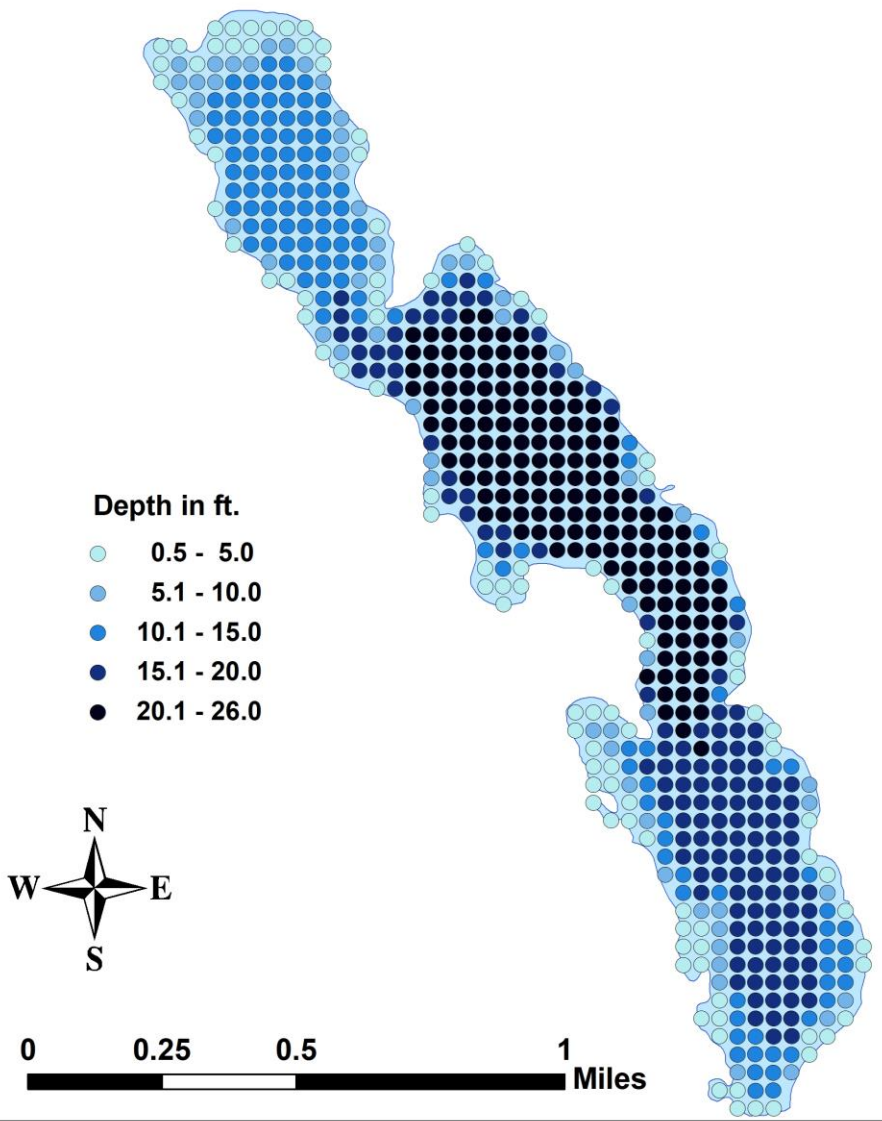 Depth in ft.
0.5 - 5.0
5.1 - 10.0
10.1 - 15.0
15.1 - 20.0
20.1 - 26.0
N
W E
S
0 0.25 0.5 1
Miles